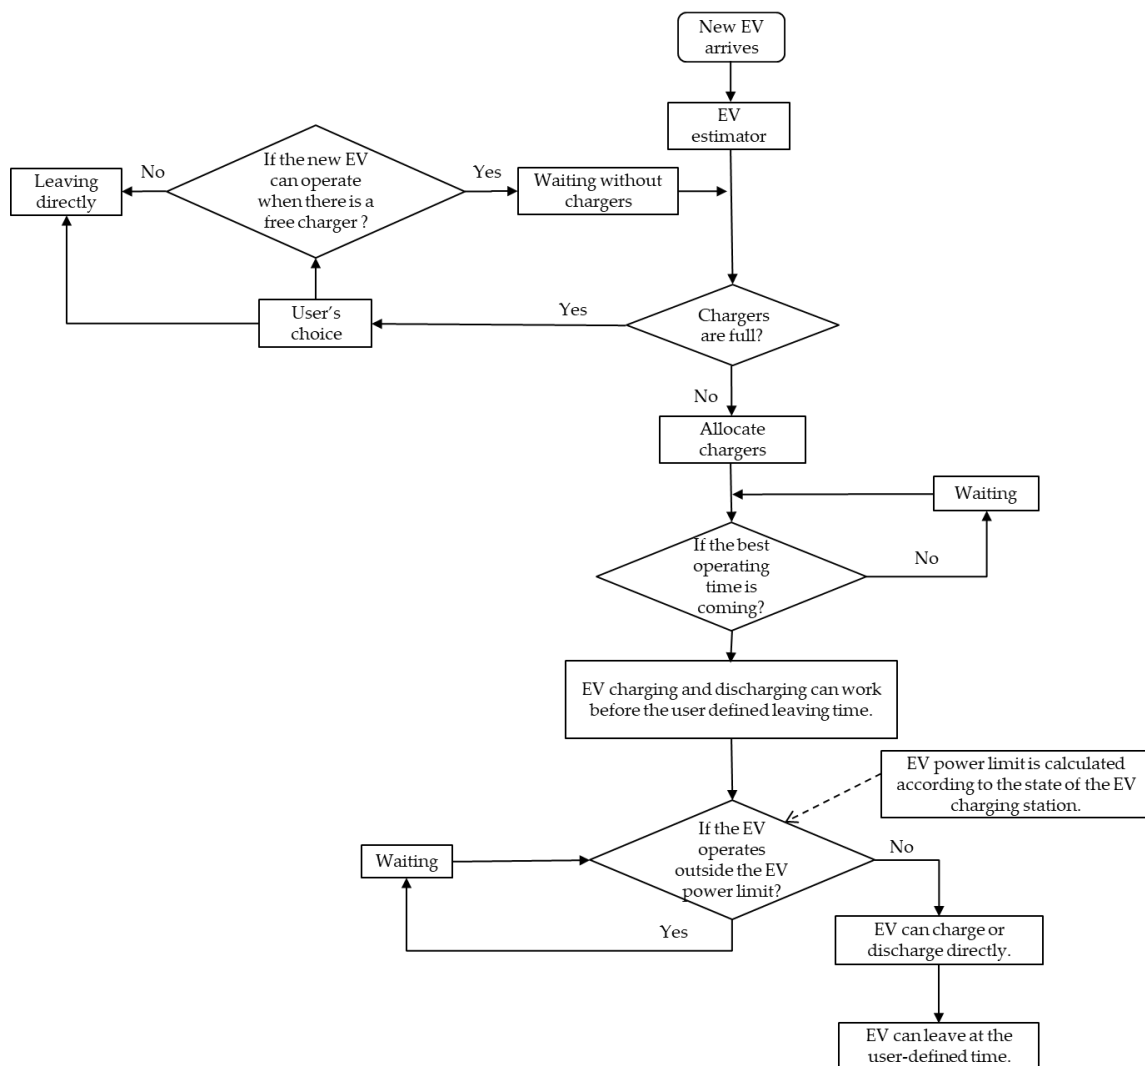 New EV
arrives
EV
estimator
If the new EV
can operate
when there is a
free charger ?
No
Yes
Leaving
directly
Waiting without
chargers
User's
choice
Yes
Chargers
are full?
No
Allocate
chargers
Waiting
If the best
operating
time is
coming?
No
EV charging and discharging can work
before the user defined leaving time.
EV power limit is calculated
according to the state of the EV
charging station.
If the EV
operates
outside the EV
power limit?
No
Waiting
Yes
EV can charge or
discharge directly.
EV can leave at the
user-defined time.